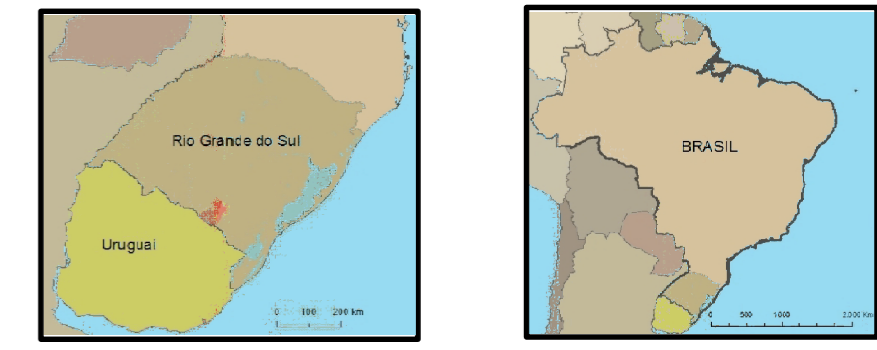 Rio Grande do Sul
Uruguai
0 100 200 km
BRASIL
0 500 1000 2.000 Km